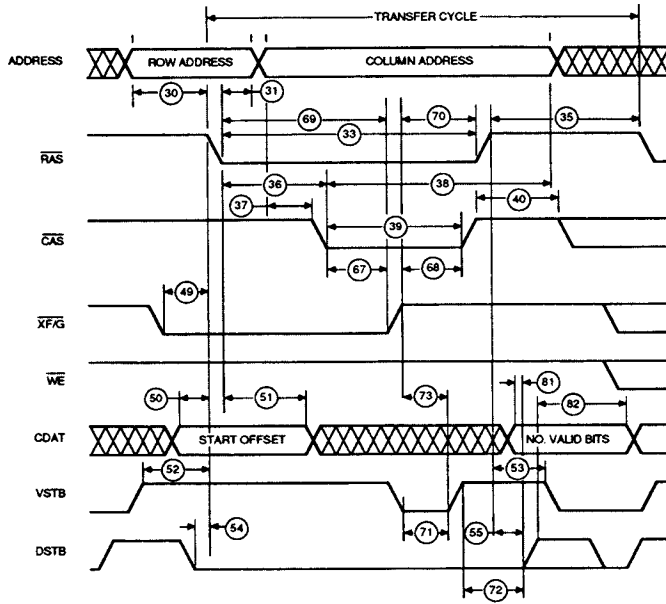 TRANSFER CYCLE
ADDRESS ROW ADDRESS COLUMN ADDRESS
30 31
69 70 35
33
RAS
36 38
37 40
CAS 39
67 68
49
XF/G
WE
50 51 73 81
82
CDAT START OFFSET NO. VALID BITS
52 53
VSTB
54 71 55
DSTB
72